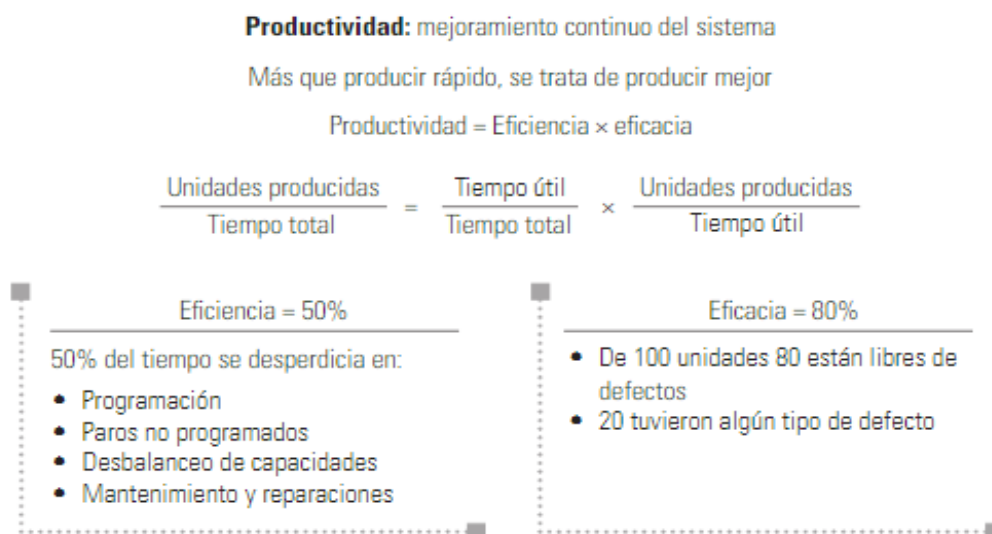 Productividad: mejoramiento continuo del sistema
Más que producir rápido, se trata de producir mejor
Productividad = Eficiencia × eficacia
Unidades producidas / Tiempo total = Tiempo útil / Tiempo total × Unidades producidas / Tiempo útil
Eficiencia = 50%
50% del tiempo se desperdicia en:
• Programación
• Paros no programados
• Desbalanceo de capacidades
• Mantenimiento y reparaciones
Eficacia = 80%
• De 100 unidades 80 están libres de
defectos
• 20 tuvieron algún tipo de defecto